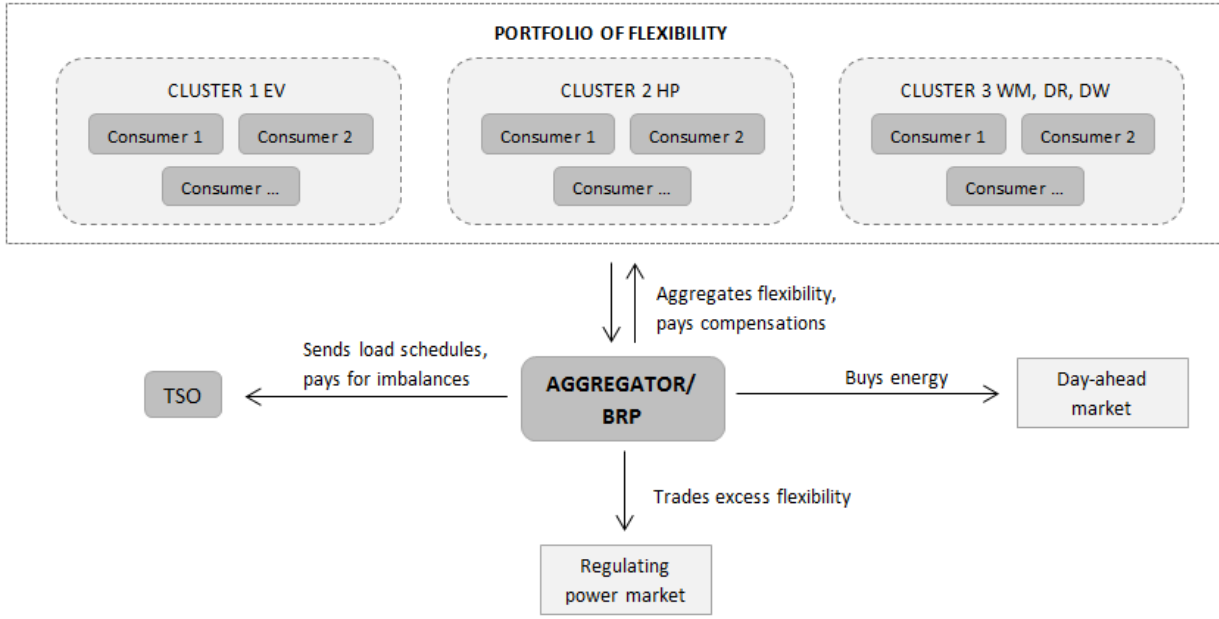 PORTFOLIO OF FLEXIBILITY
CLUSTER 1 EV
Consumer 1
Consumer 2
Consumer ...
CLUSTER 2 HP
Consumer 1
Consumer 2
Consumer ...
CLUSTER 3 WM, DR, DW
Consumer 1
Consumer 2
Consumer ...
Aggregates flexibility,
pays compensations
Sends load schedules,
pays for imbalances
TSO
AGGREGATOR/
BRP
Buys energy
Day-ahead
market
Trades excess flexibility
Regulating
power market